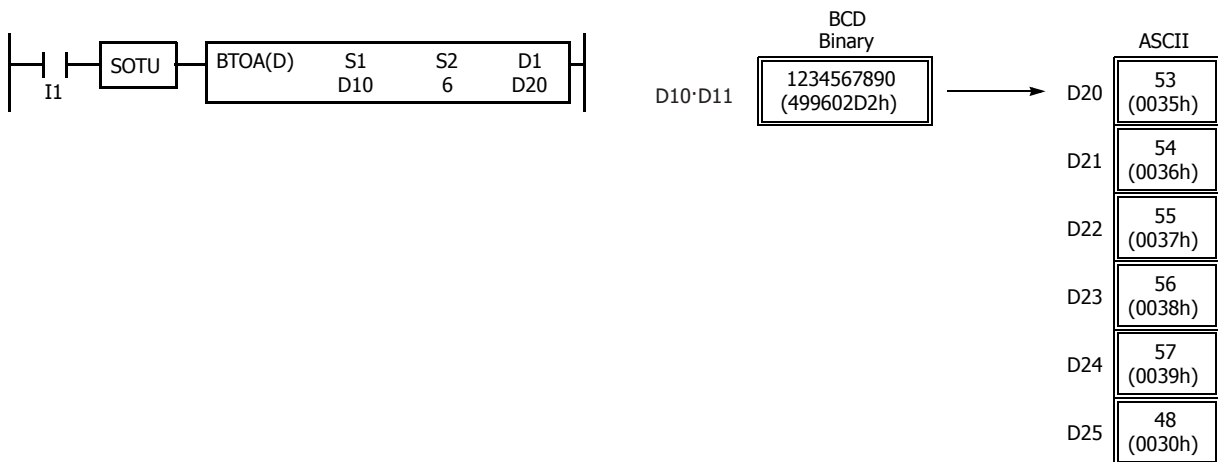 I1
SOTU
BTOA(D) S1 S2 D1
D10 6 D20
BCD
Binary
D10·D11
1234567890
(499602D2h)
ASCII
D20
53
(0035h)
D21
54
(0036h)
D22
55
(0037h)
D23
56
(0038h)
D24
57
(0039h)
D25
48
(0030h)